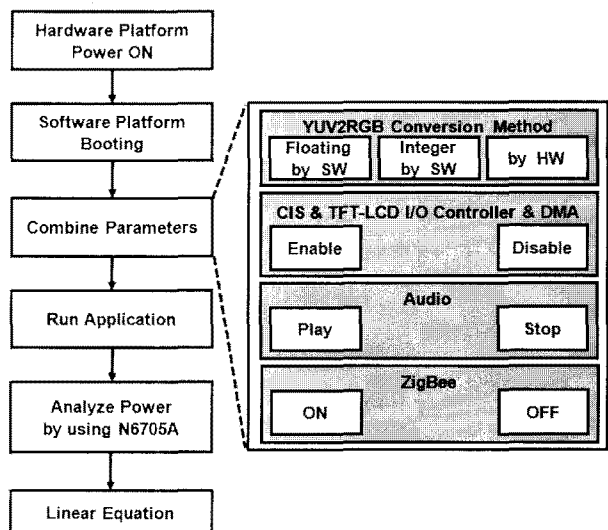 Hardware Platform
Power ON
Software Platform
Booting
Combine Parameters
Run Application
Analyze Power
by using N6705A
Linear Equation
YUV2RGB Conversion Method
Floating
by SW
Integer
by SW
by HW
CIS & TFT-LCD I/O Controller & DMA
Enable
Disable
Audio
Play
Stop
ZigBee
ON
OFF